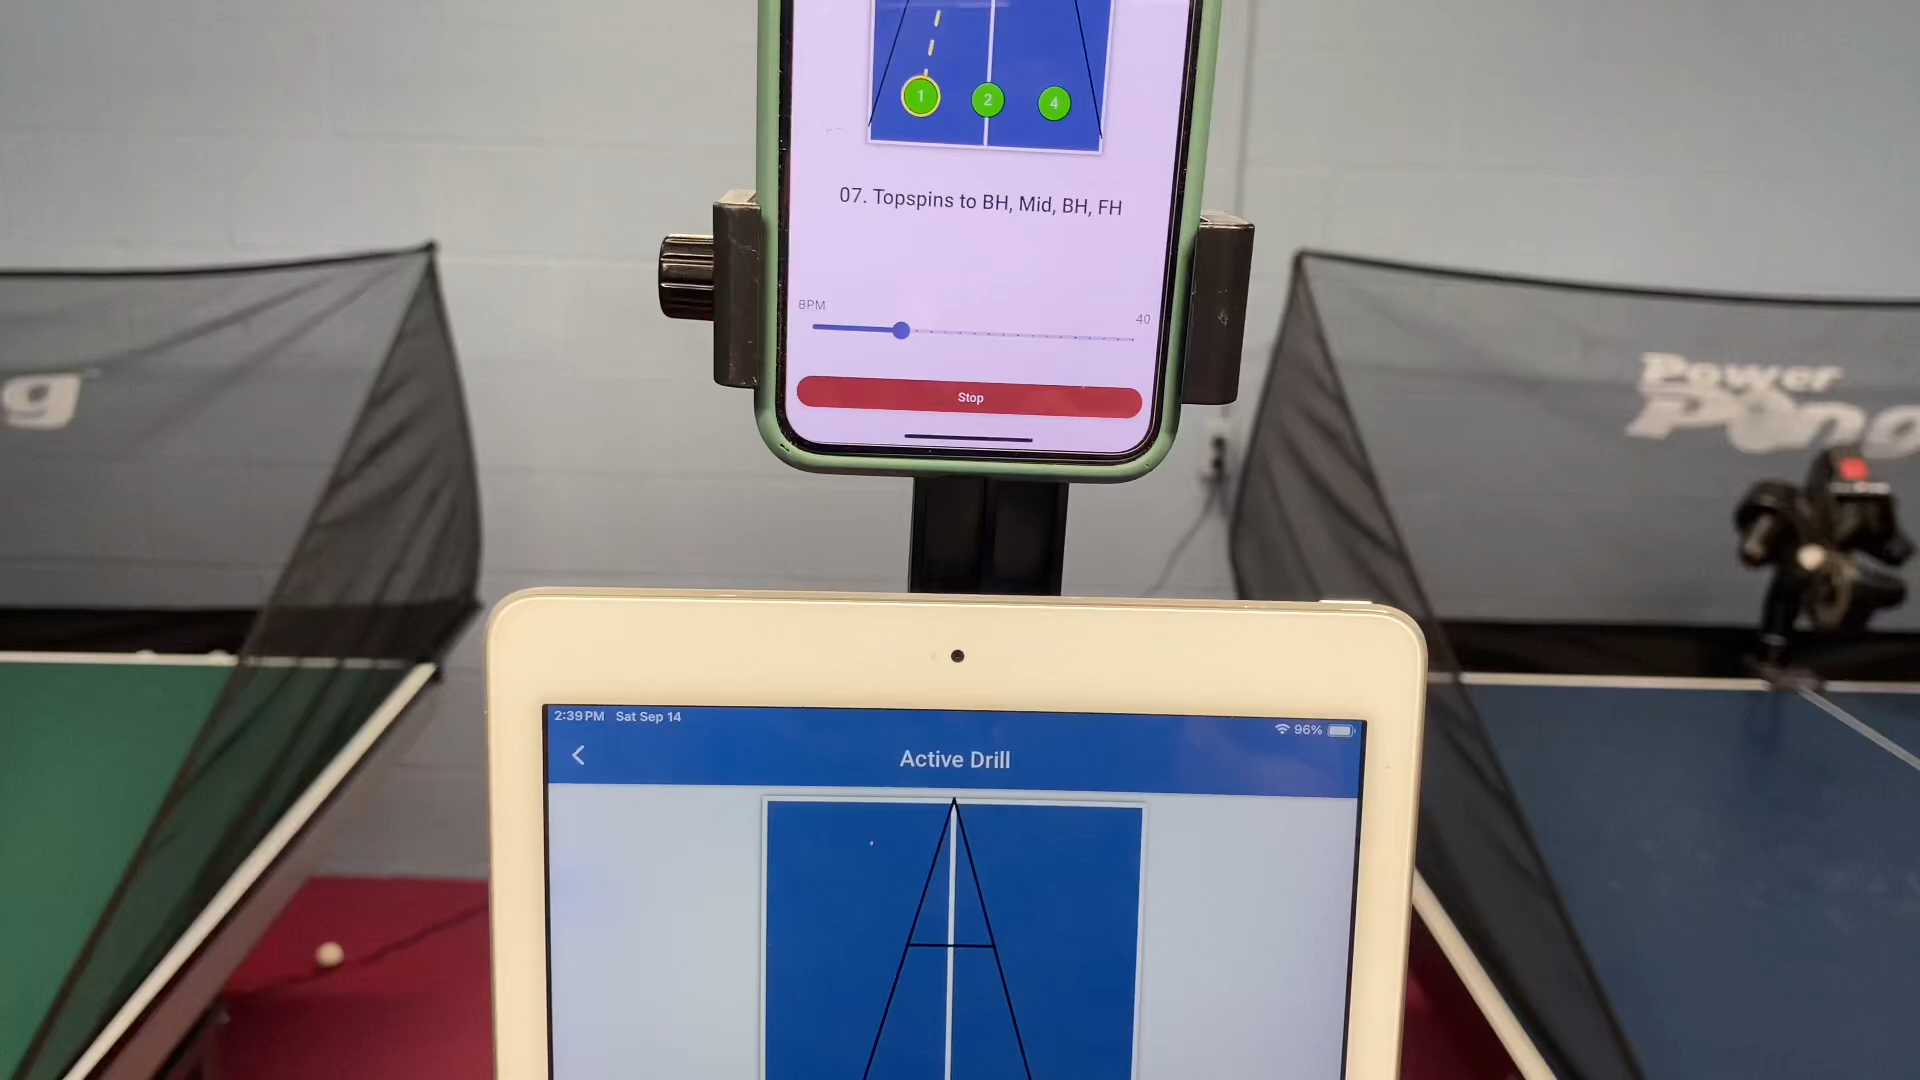 1
2
4
07. Topspins to BH, Mid, BH, FH
BPM
40
Stop
g
Power
Pong
2:39 PM Sat Sep 14
96%
Active Drill